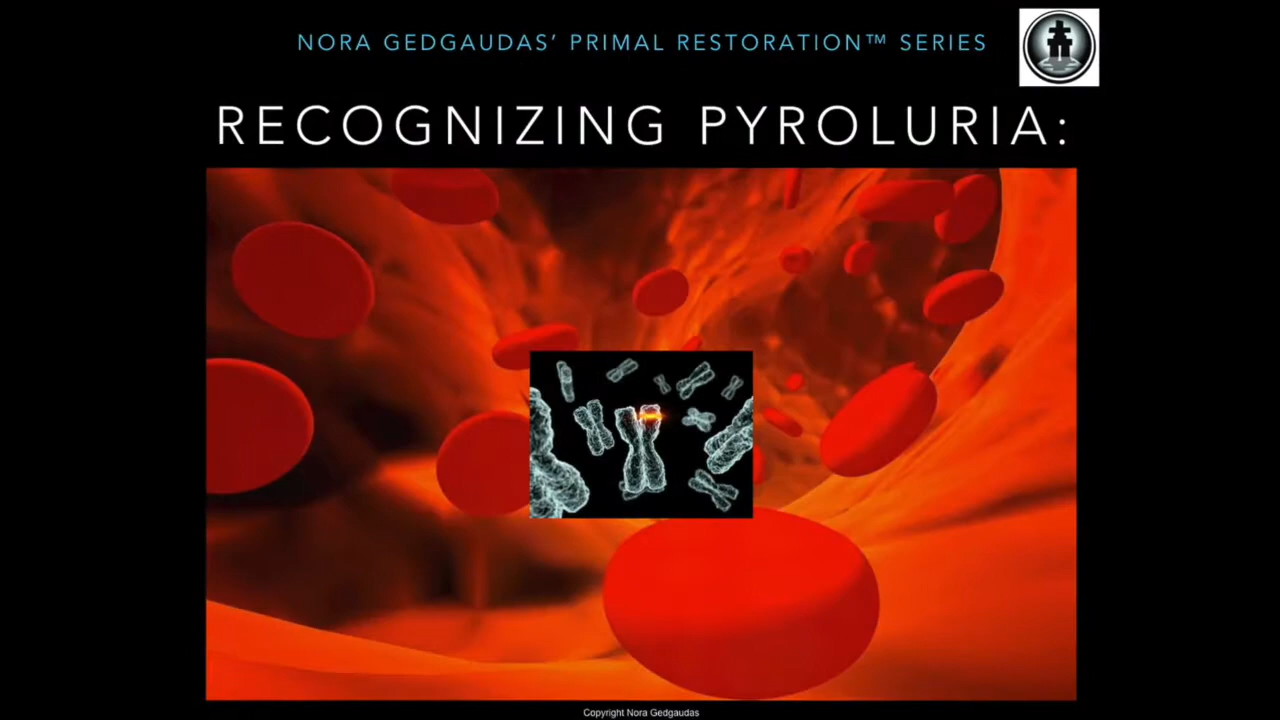 NORA GEDGAUDAS’ PRIMAL RESTORATION™ SERIES
RECOGNIZING PYROLURIA:
Copyright Nora Gedgaudas